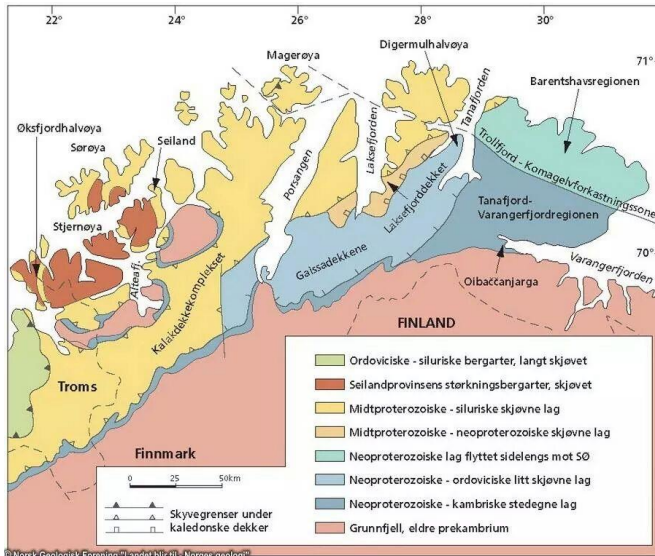 22°
24°
26°
28°
30°
Digermulhalvøya
71°
Magerøya
Tanafjorden
Barentshavsregionen
Øksfjordhalvøya
Seiland
Sørøya
Porsangen
Laksefjorden
Trollfjord - Komagelvforkastningssone
Stjernøya
Laksefjorddekket
Tanafjord-
Varangerfjordregionen
70°
Alteafj.
Gaissadekkene
Varangerfjorden
Kalakdekkekomplekset
Oibaččanjarga
FINLAND
Troms
Finnmark
Ordoviciske - siluriske bergarter, langt skjøvet
Seilandprovinsens størkningsbergarter, skjøvet
Midtproterozoiske - siluriske skjøvne lag
Midtproterozoiske - neoproterozoiske skjøvne lag
Neoproterozoiske lag flyttet sidelengs mot SØ
Neoproterozoiske - ordoviciske litt skjøvne lag
Neoproterozoiske - kambriske stedegne lag
Grunnfjell, eldre prekambrium
0 25 50km
Skyvegrenser under
kaledonske dekker
© Norsk Geologisk Forening "Landet blir til - Norges geologi"